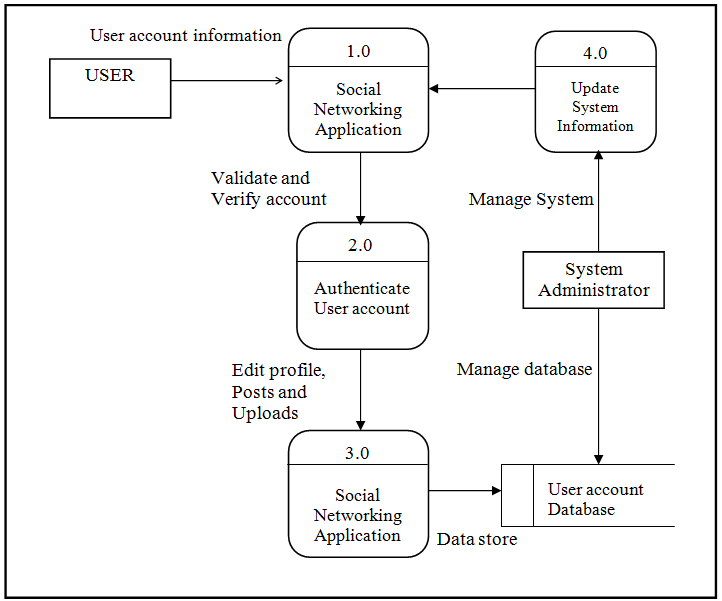 User account information
USER
1.0
Social
Networking
Application
4.0
Update
System
Information
Validate and
Verify account
Manage System
2.0
Authenticate
User account
System
Administrator
Edit profile,
Posts and
Uploads
Manage database
3.0
Social
Networking
Application
User account
Database
Data store